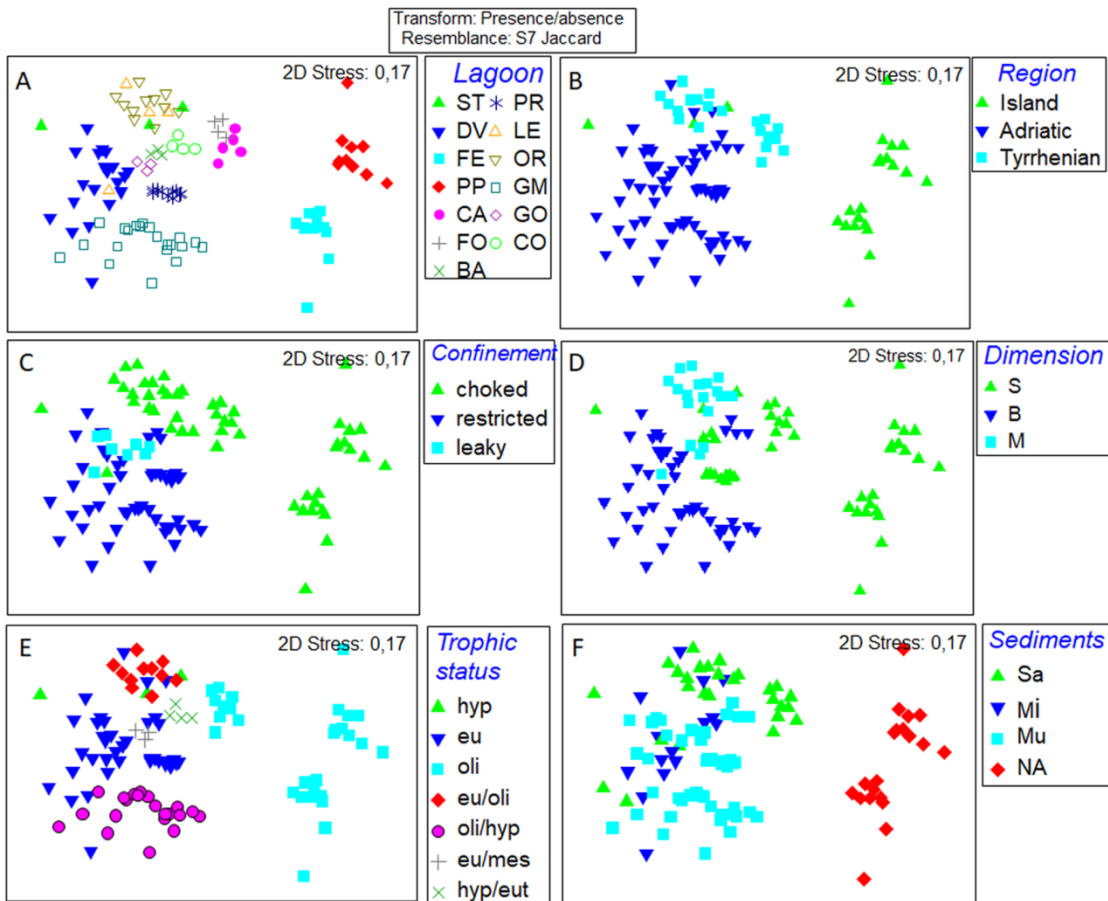 Transform: Presence/absence
Resemblance: S7 Jaccard
A
2D Stress: 0,17
Lagoon
ST PR
DV LE
FE OR
PP GM
CA GO
FO CO
BA
B
2D Stress: 0,17
Region
Island
Adriatic
Tyrrhenian
C
2D Stress: 0,17
Confinement
choked
restricted
leaky
D
2D Stress: 0,17
Dimension
S
B
M
E
2D Stress: 0,17
Trophic
status
hyp
eu
oli
eu/oli
oli/hyp
eu/mes
hyp/eut
F
2D Stress: 0,17
Sediments
Sa
Mi
Mu
NA